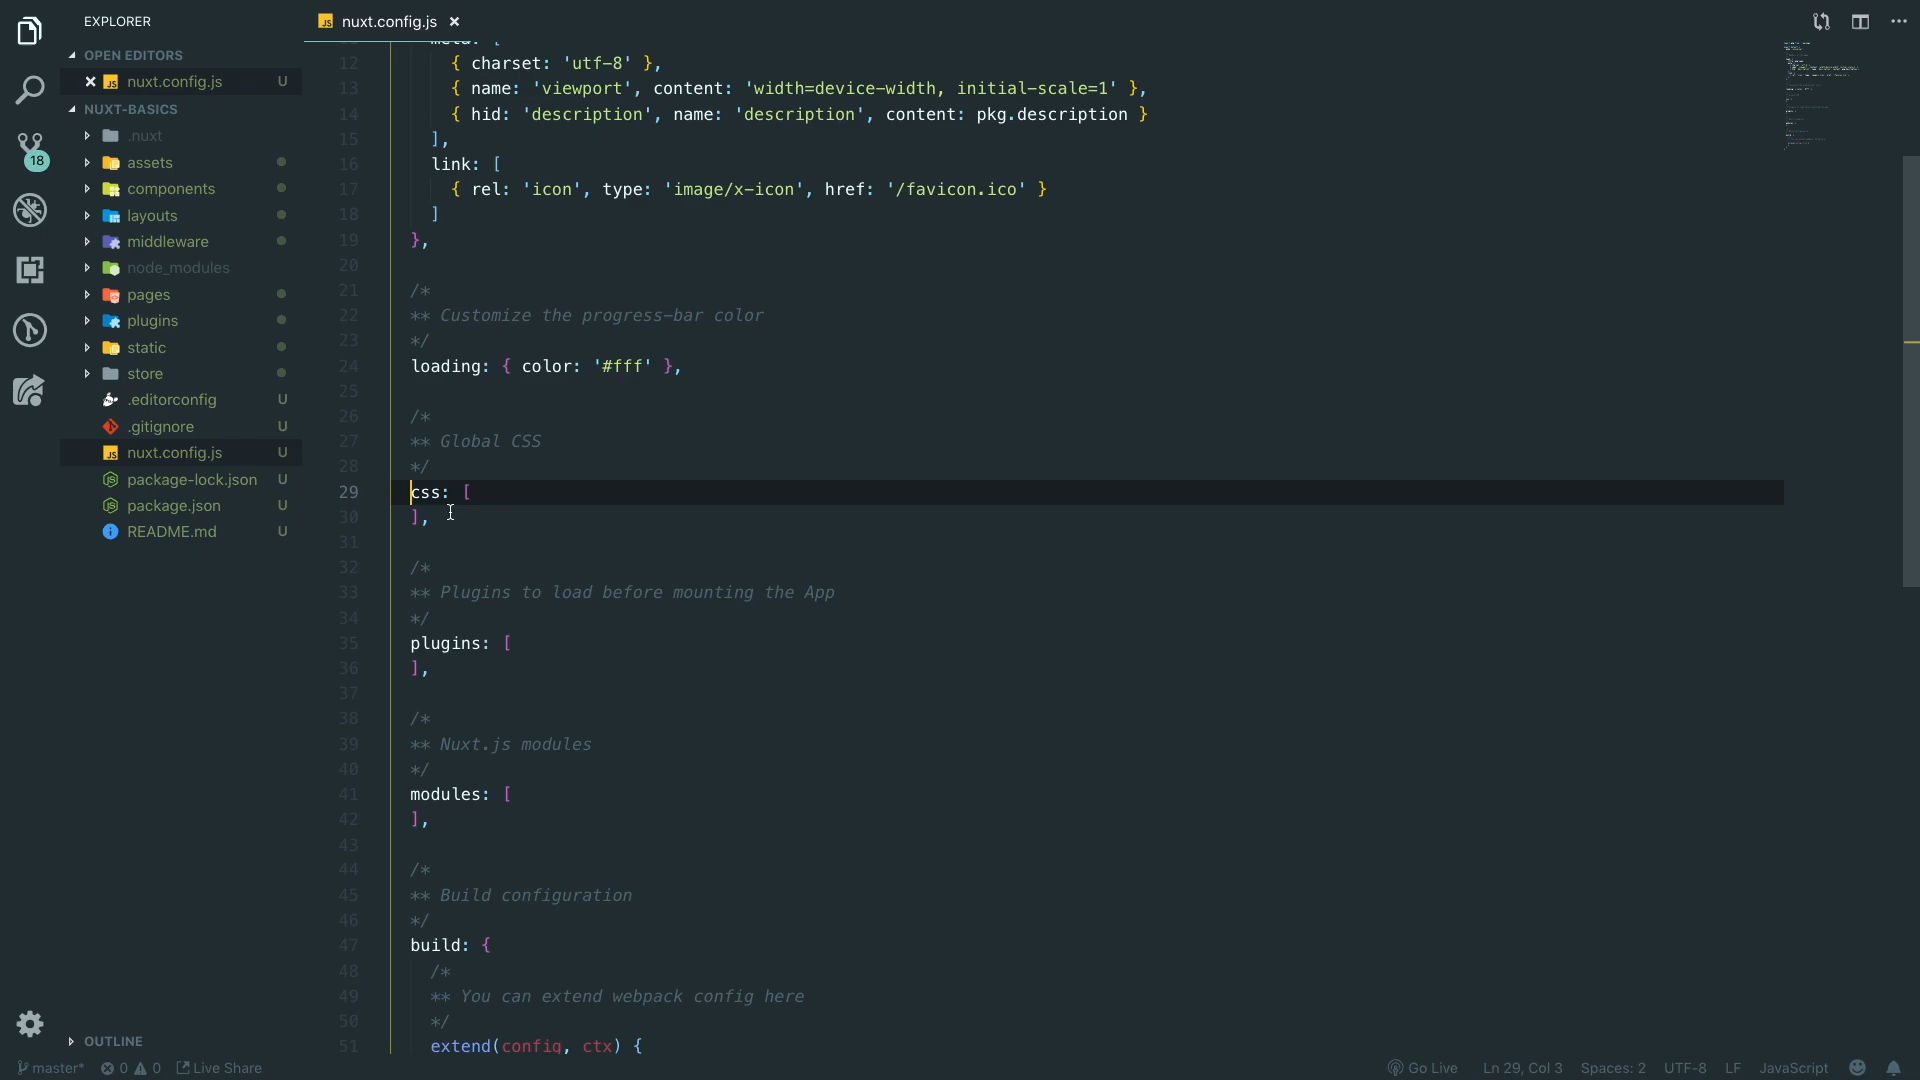 EXPLORER
OPEN EDITORS
nuxt.config.js U
NUXT-BASICS
.nuxt
assets
components
layouts
middleware
node_modules
pages
plugins
static
store
.editorconfig U
.gitignore U
nuxt.config.js U
package-lock.json U
package.json U
README.md U
OUTLINE
18
nuxt.config.js
meta: [
12 { charset: 'utf-8' },
13 { name: 'viewport', content: 'width=device-width, initial-scale=1' },
14 { hid: 'description', name: 'description', content: pkg.description }
15 ],
16 link: [
17 { rel: 'icon', type: 'image/x-icon', href: '/favicon.ico' }
18 ]
19 },
20
21 /*
22 ** Customize the progress-bar color
23 */
24 loading: { color: '#fff' },
25
26 /*
27 ** Global CSS
28 */
29 css: [
30 ],
31
32 /*
33 ** Plugins to load before mounting the App
34 */
35 plugins: [
36 ],
37
38 /*
39 ** Nuxt.js modules
40 */
41 modules: [
42 ],
43
44 /*
45 ** Build configuration
46 */
47 build: {
48 /*
49 ** You can extend webpack config here
50 */
51 extend(config, ctx) {
master* 0 0 Live Share Go Live Ln 29, Col 3 Spaces: 2 UTF-8 LF JavaScript